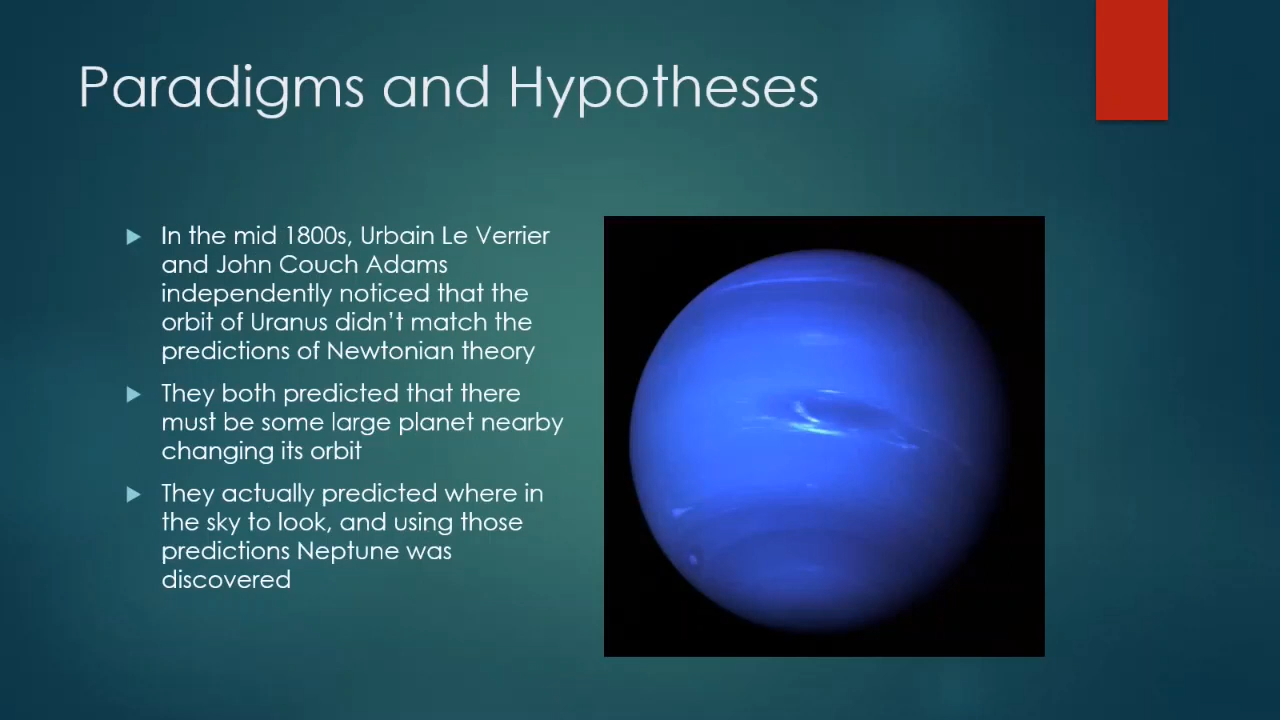 Paradigms and Hypotheses
In the mid 1800s, Urbain Le Verrier
and John Couch Adams
independently noticed that the
orbit of Uranus didn't match the
predictions of Newtonian theory
They both predicted that there
must be some large planet nearby
changing its orbit
They actually predicted where in
the sky to look, and using those
predictions Neptune was
discovered